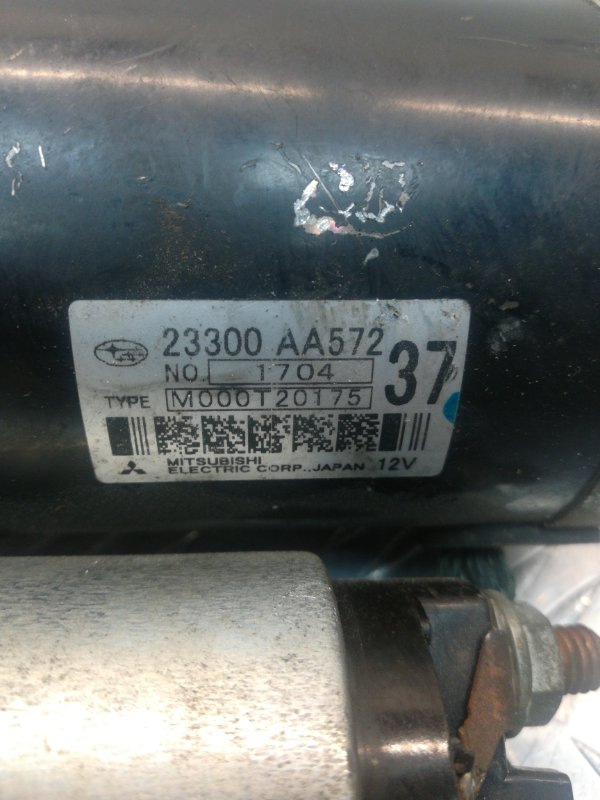 23300 AA572
37
NO. 1704
TYPE M000T20175
MITSUBISHI
ELECTRIC CORP., JAPAN 12V